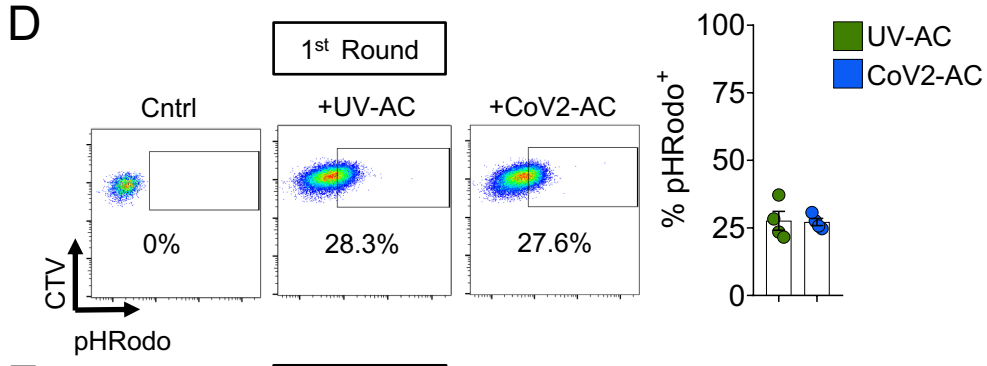 D
1st Round
Cntrl
+UV-AC
+CoV2-AC
0%
28.3%
27.6%
CTV
pHRodo
% pHRodo+
100
75
50
25
0
UV-AC
CoV2-AC